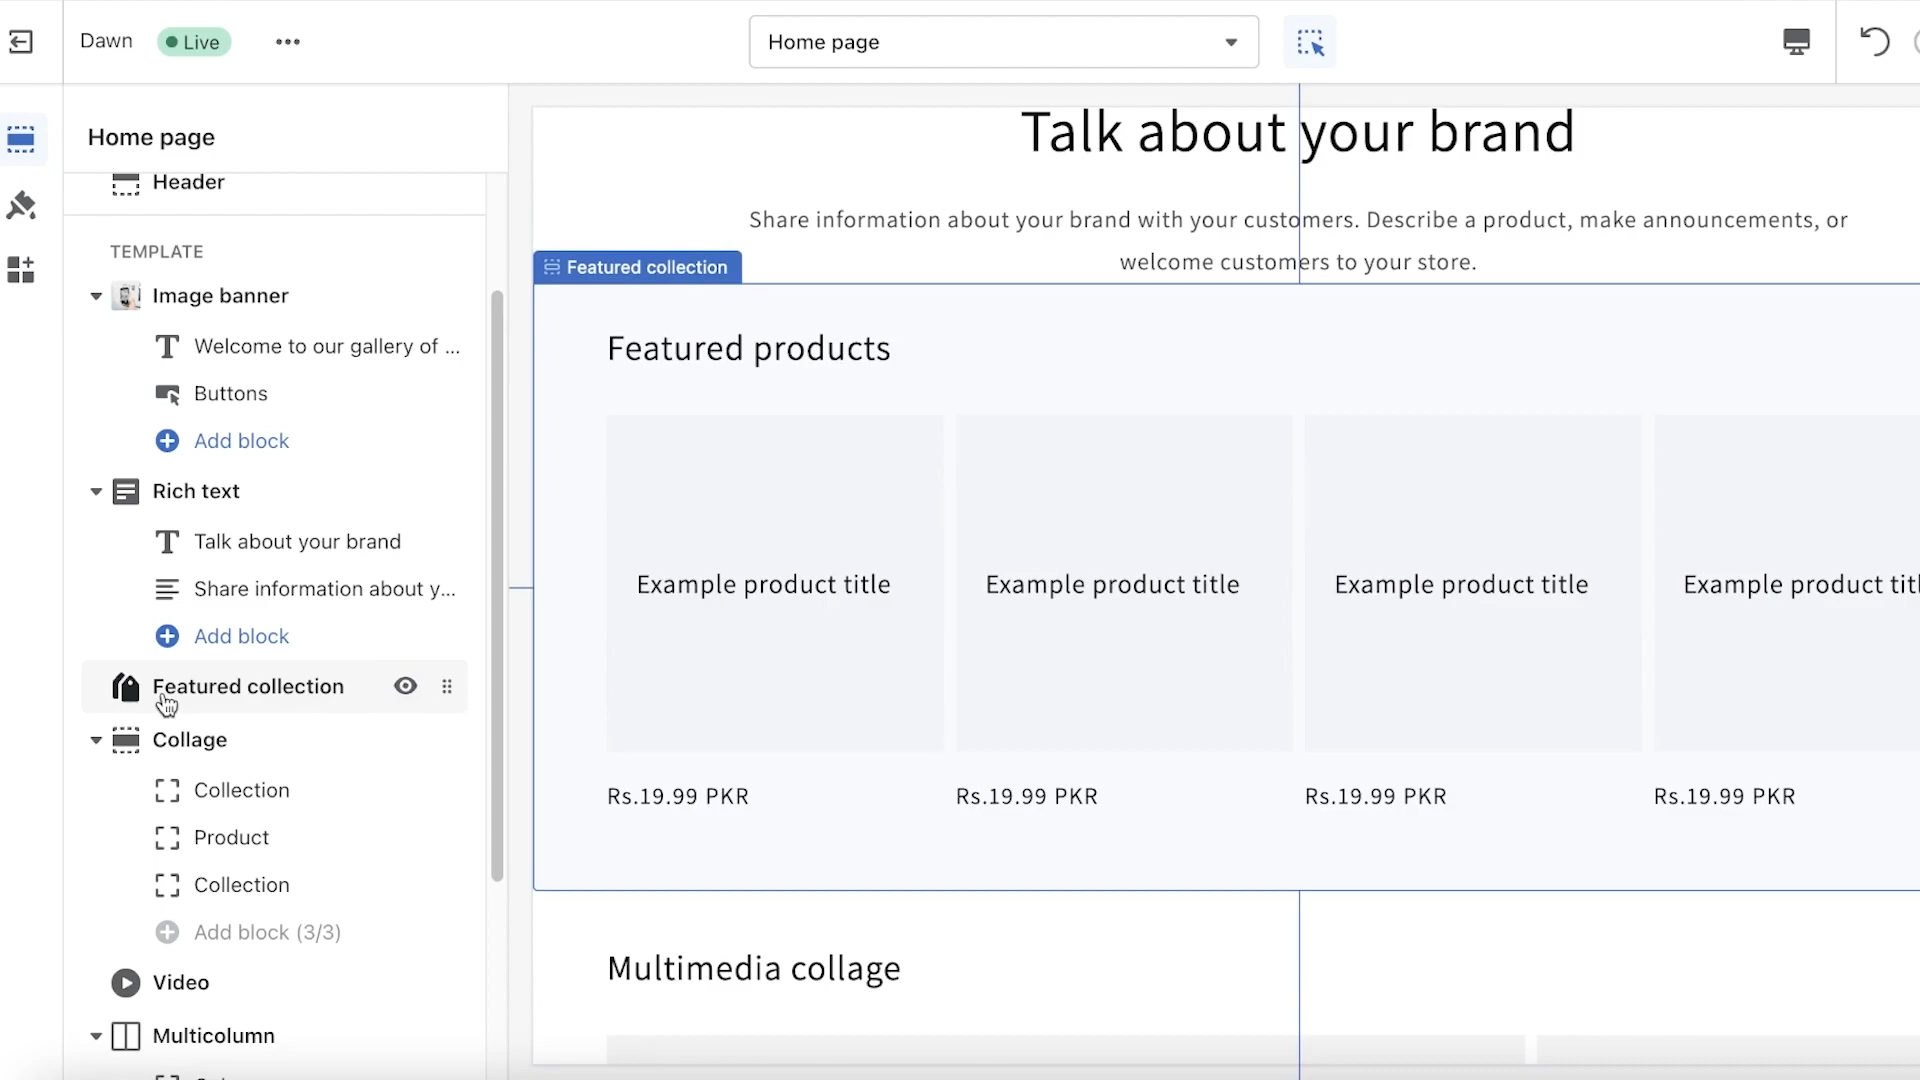 Dawn
Live
Home page
Home page
Header
TEMPLATE
Image banner
Welcome to our gallery of ...
Buttons
Add block
Rich text
Talk about your brand
Share information about y...
Add block
Featured collection
Collage
Collection
Product
Collection
Add block (3/3)
Video
Multicolumn
Talk about your brand
Share information about your brand with your customers. Describe a product, make announcements, or
welcome customers to your store.
Featured collection
Featured products
Example product title
Example product title
Example product title
Example product titl
Rs.19.99 PKR
Rs.19.99 PKR
Rs.19.99 PKR
Rs.19.99 PKR
Multimedia collage